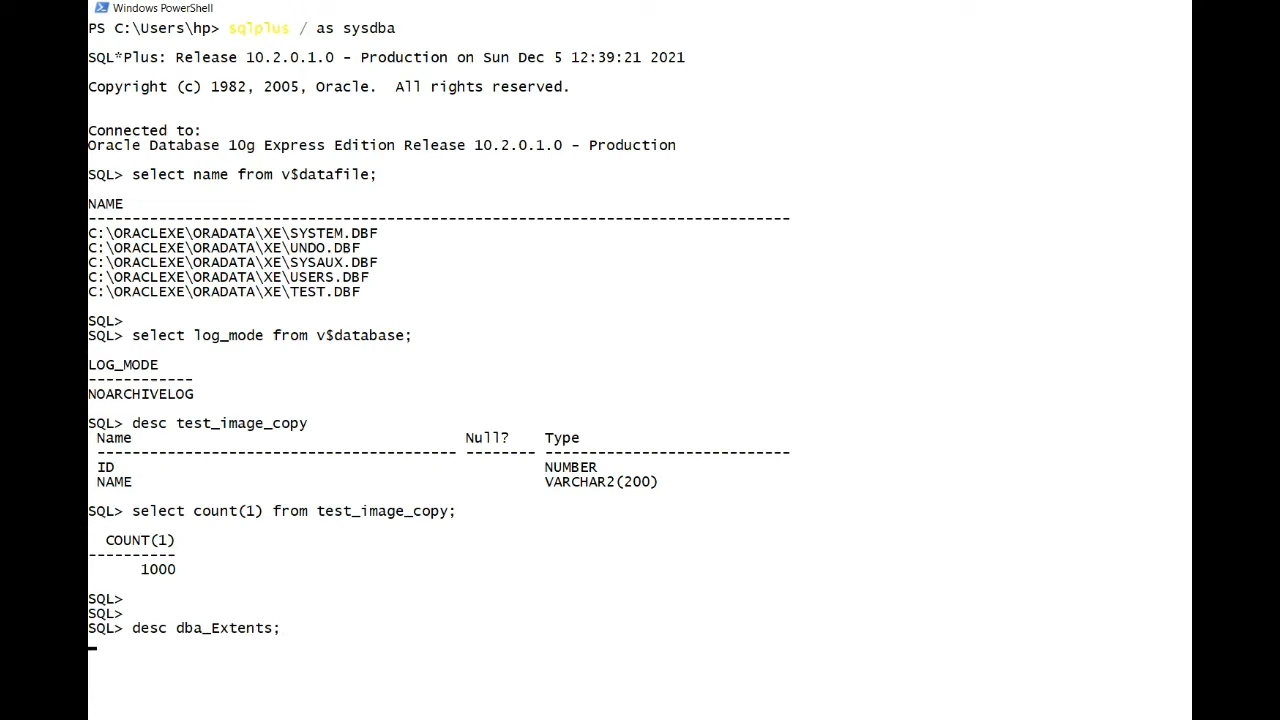 Windows PowerShell
PS C:\Users\hp> sqlplus / as sysdba
SQL*Plus: Release 10.2.0.1.0 - Production on Sun Dec 5 12:39:21 2021
Copyright (c) 1982, 2005, Oracle.  All rights reserved.
Connected to:
Oracle Database 10g Express Edition Release 10.2.0.1.0 - Production
SQL> select name from v$datafile;
NAME
--------------------------------------------------------------------------------
C:\ORACLEXE\ORADATA\XE\SYSTEM.DBF
C:\ORACLEXE\ORADATA\XE\UNDO.DBF
C:\ORACLEXE\ORADATA\XE\SYSAUX.DBF
C:\ORACLEXE\ORADATA\XE\USERS.DBF
C:\ORACLEXE\ORADATA\XE\TEST.DBF
SQL>
SQL> select log_mode from v$database;
LOG_MODE
------------
NOARCHIVELOG
SQL> desc test_image_copy
 Name                                      Null?    Type
 ----------------------------------------- -------- ----------------------------
 ID                                                 NUMBER
 NAME                                               VARCHAR2(200)
SQL> select count(1) from test_image_copy;
  COUNT(1)
----------
      1000
SQL>
SQL>
SQL> desc dba_Extents;